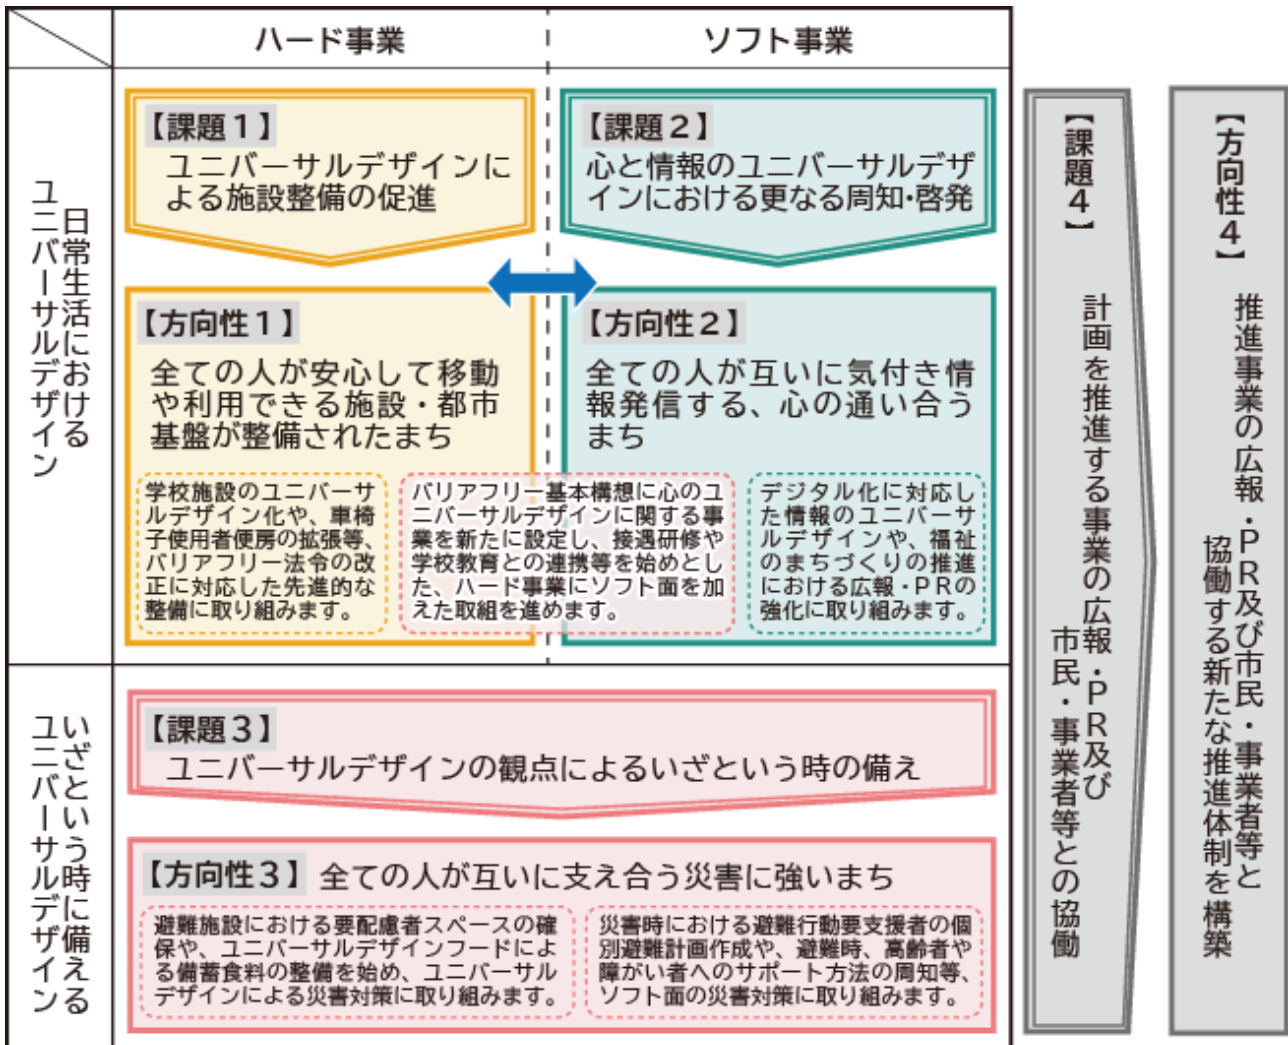 ハード事業
ソフト事業
日常生活における
ユニバーサルデザイン
【課題１】
ユニバーサルデザインに
よる施設整備の促進
【課題２】
心と情報のユニバーサルデザ
インにおける更なる周知・啓発
【方向性１】
全ての人が安心して移動
や利用できる施設・都市
基盤が整備されたまち
【方向性２】
全ての人が互いに気付き情
報発信する、心の通い合う
まち
学校施設のユニバーサ
ルデザイン化や、車椅
子使用者便房の拡張等、
バリアフリー法令の改
正に対応した先進的な
整備に取り組みます。
バリアフリー基本構想に心のユ
ニバーサルデザインに関する事
業を新たに設定し、接遇研修や
学校教育との連携等を始めとし
た、ハード事業にソフト面を加
えた取組を進めます。
デジタル化に対応し
た情報のユニバーサ
ルデザインや、福祉
のまちづくりの推進
における広報・ＰＲの
強化に取り組みます。
いざという時に備える
ユニバーサルデザイン
【課題３】
ユニバーサルデザインの観点によるいざという時の備え
【方向性３】全ての人が互いに支え合う災害に強いまち
避難施設における要配慮者スペースの確
保や、ユニバーサルデザインフードによ
る備蓄食料の整備を始め、ユニバーサル
デザインによる災害対策に取り組みます。
災害時における避難行動要支援者の個
別避難計画作成や、避難時、高齢者や
障がい者へのサポート方法の周知等、
ソフト面の災害対策に取り組みます。
【課題４】
計画を推進する事業の広報・ＰＲ及び
市民・事業者等との協働
【方向性４】
推進事業の広報・ＰＲ及び市民・事業者等と
協働する新たな推進体制を構築